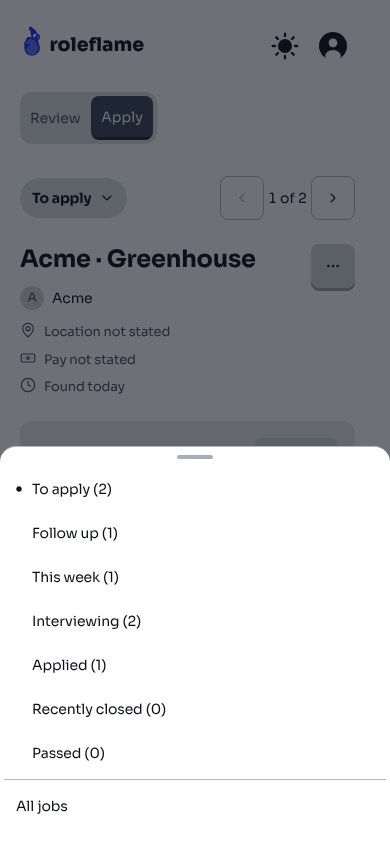 roleflame
Review
Apply
To apply
1 of 2
Acme · Greenhouse
...
A
Acme
Location not stated
Pay not stated
Found today
To apply (2)
Follow up (1)
This week (1)
Interviewing (2)
Applied (1)
Recently closed (0)
Passed (0)
All jobs